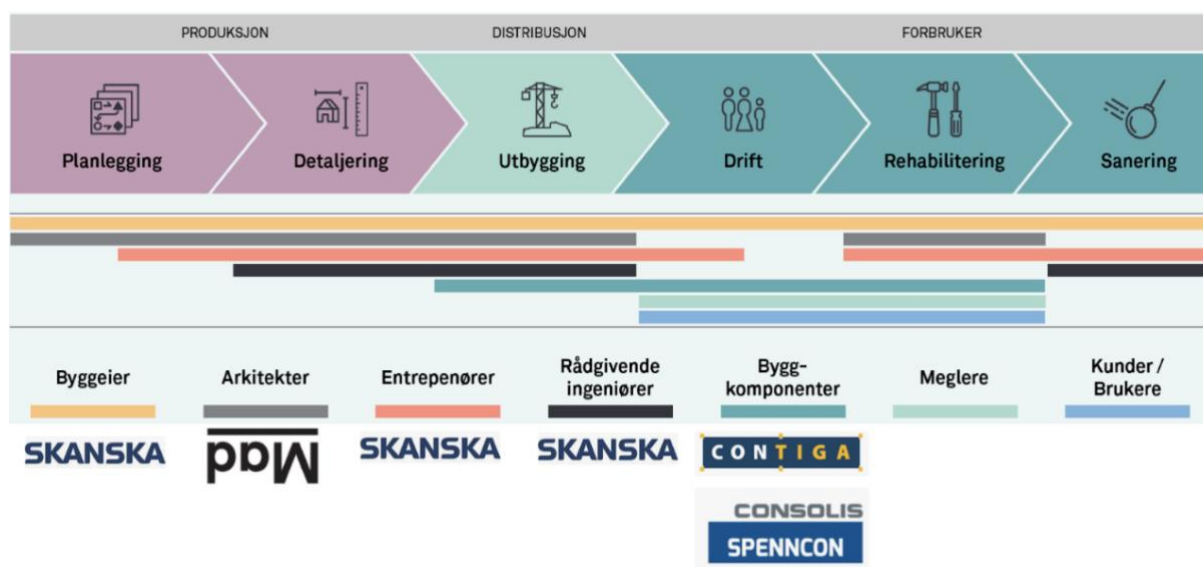 PRODUKSJON DISTRIBUSJON FORBRUKER
Planlegging Detaljering Utbygging Drift Rehabilitering Sanering
Byggeier
Arkitekter
Entrepenører
Rådgivende
ingeniører
Bygg-
komponenter
Meglere
Kunder /
Brukere
SKANSKA
Mad
SKANSKA
SKANSKA
CONTIGA
CONSOLIS
SPENNCON